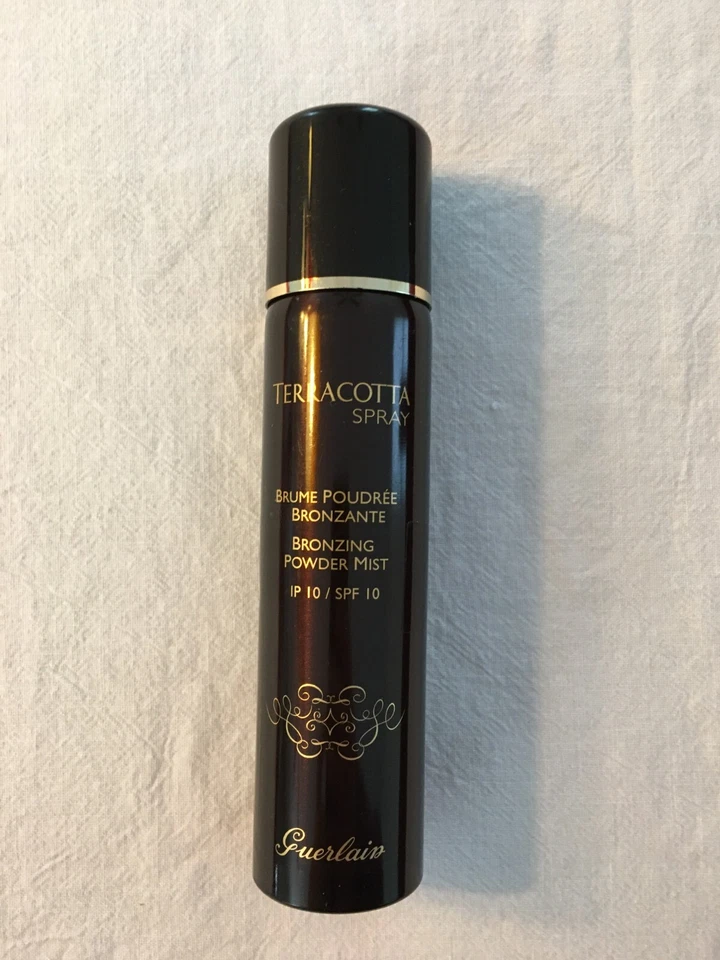 TERRACOTTA
SPRAY
BRUME POUDRÉE
BRONZANTE
BRONZING
POWDER MIST
IP 10 / SPF 10
Guerlain